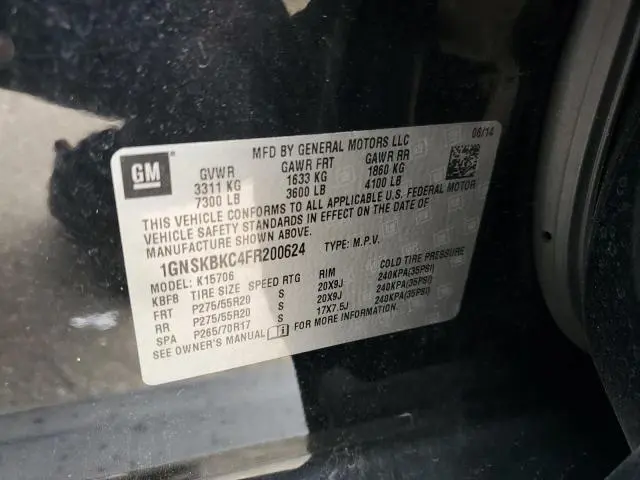 GM
MFD BY GENERAL MOTORS LLC 06/14
GVWR GAWR FRT GAWR RR
3311 KG 1633 KG 1860 KG
7300 LB 3600 LB 4100 LB
THIS VEHICLE CONFORMS TO ALL APPLICABLE U.S. FEDERAL MOTOR
VEHICLE SAFETY STANDARDS IN EFFECT ON THE DATE OF
MANUFACTURE SHOWN ABOVE.
1GNSKBKC4FR200624 TYPE: M.P.V.
MODEL: K15706
KBFB TIRE SIZE SPEED RTG RIM COLD TIRE PRESSURE
FRT P275/55R20 S 20X9J 240KPA(35PSI)
RR P275/55R20 S 20X9J 240KPA(35PSI)
SPA P265/70R17 S 17X7.5J 240KPA(35PSI)
SEE OWNER'S MANUAL i FOR MORE INFORMATION.